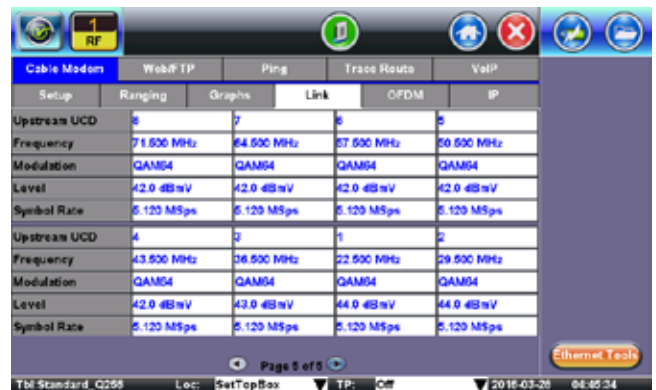 1
RF
Cable Modem Web/FTP Ping Trace Route VoIP
Setup Ranging Graphs Link OFDM IP
Upstream UCD 8 7 6 5
Frequency 71.500 MHz 64.500 MHz 57.500 MHz 50.500 MHz
Modulation QAM64 QAM64 QAM64 QAM64
Level 42.0 dBmV 42.0 dBmV 42.0 dBmV 42.0 dBmV
Symbol Rate 5.120 MSps 5.120 MSps 5.120 MSps 5.120 MSps
Upstream UCD 4 3 1 2
Frequency 43.500 MHz 36.500 MHz 22.500 MHz 29.500 MHz
Modulation QAM64 QAM64 QAM64 QAM64
Level 42.0 dBmV 43.0 dBmV 44.0 dBmV 44.0 dBmV
Symbol Rate 5.120 MSps 5.120 MSps 5.120 MSps 5.120 MSps
Page 5 of 5
Ethernet Tools
Tbl:Standard_Q256 Loc: SetTopBox TP: Off 2016-03-28 04:45:34